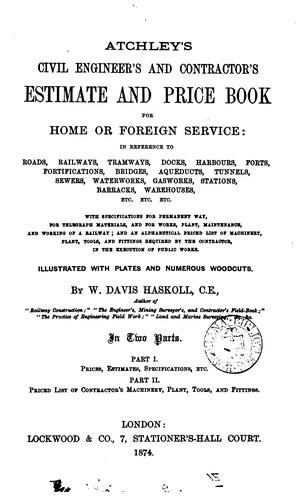 ATCHLEY'S
CIVIL ENGINEER'S AND CONTRACTOR'S
ESTIMATE AND PRICE BOOK
FOR
HOME OR FOREIGN SERVICE:
IN REFERENCE TO
ROADS, RAILWAYS, TRAMWAYS, DOCKS, HARBOURS, FORTS,
FORTIFICATIONS, BRIDGES, AQUEDUCTS, TUNNELS,
SEWERS, WATERWORKS, GASWORKS, STATIONS,
BARRACKS, WAREHOUSES,
ETC. ETC. ETC.
WITH SPECIFICATIONS FOR PERMANENT WAY,
FOR TELEGRAPH MATERIALS, AND FOR WORKS, PLANT, MAINTENANCE,
AND WORKING OF A RAILWAY; AND AN ALPHABETICAL PRICED LIST OF MACHINERY,
PLANT, TOOLS, AND FITTINGS REQUIRED BY THE CONTRACTOR,
IN THE EXECUTION OF PUBLIC WORKS.
ILLUSTRATED WITH PLATES AND NUMEROUS WOODCUTS.
BY W. DAVIS HASKOLL, C.E.,
Author of
"Railway Construction;" "The Engineer's, Mining Surveyor's, and Contractor's Field-Book;"
"The Practice of Engineering Field Work;" "Land and Marine Surveying," &c. &c.
In Two Parts.
PART I.
PRICES, ESTIMATES, SPECIFICATIONS, ETC.
PART II.
PRICED LIST OF CONTRACTOR'S MACHINERY, PLANT, TOOLS, AND FITTINGS.
LONDON:
LOCKWOOD & CO., 7, STATIONER'S-HALL COURT.
1874.